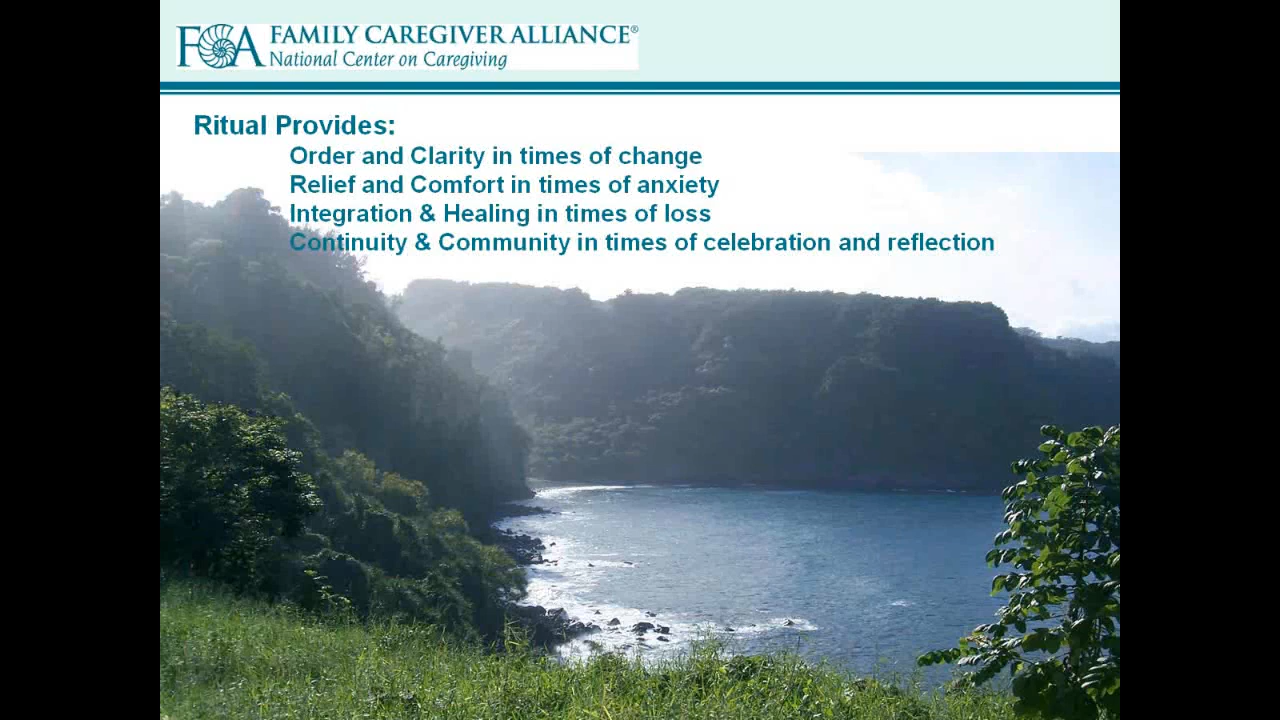 FCA FAMILY CAREGIVER ALLIANCE®
National Center on Caregiving
Ritual Provides:
Order and Clarity in times of change
Relief and Comfort in times of anxiety
Integration & Healing in times of loss
Continuity & Community in times of celebration and reflection